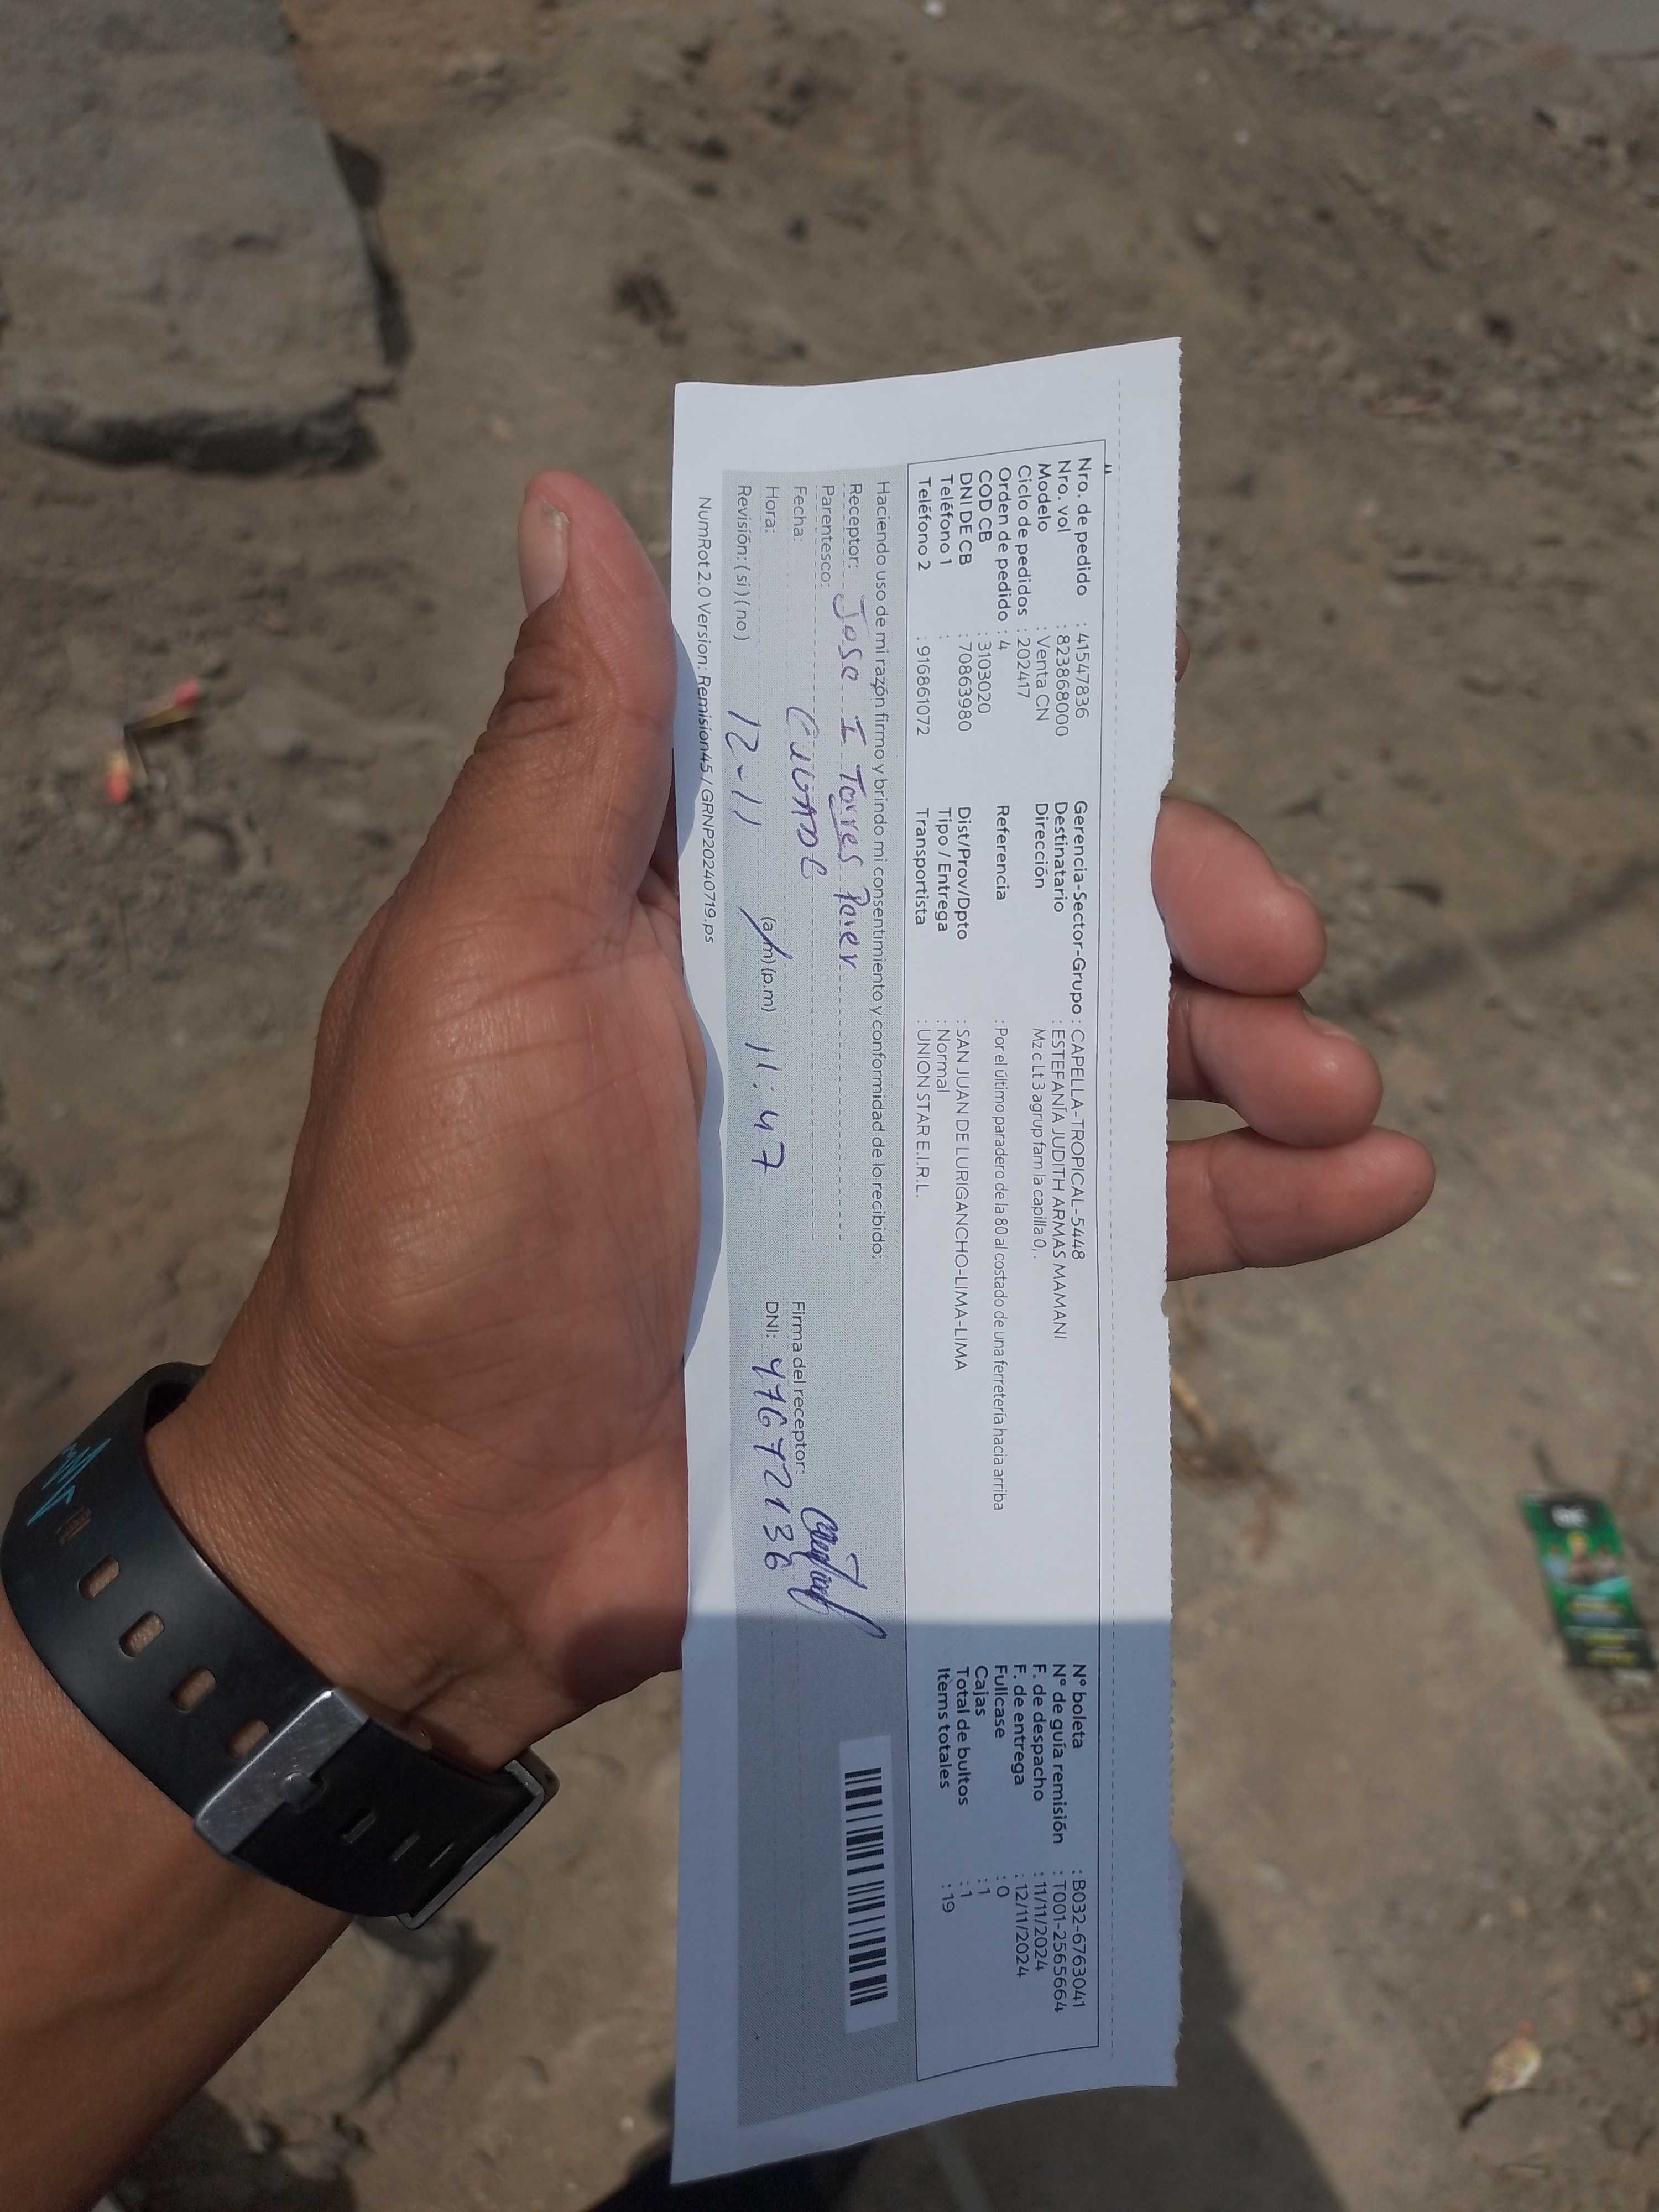 Nro. de pedido : 41547836
Nro. vol : 823868000
Modelo : Venta CN
Ciclo de pedidos : 202417
Orden de pedido : 4
COD CB : 3103020
DNI DE CB : 70863980
Teléfono 1 :
Teléfono 2 : 916861072
Gerencia-Sector-Grupo : CAPELLA-TROPICAL-5448
Destinatario : ESTEFANÍA JUDITH ARMAS MAMANI
Dirección Mz c Lt 3 agrup fam la capilla 0, .
Referencia : Por el último paradero de la 80 al costado de una ferretería hacia arriba
Dist/Prov/Dpto : SAN JUAN DE LURIGANCHO-LIMA-LIMA
Tipo / Entrega : Normal
Transportista : UNION STAR E.I.R.L.
N° boleta : B032-6763041
N° de guía remisión : T001-2565664
F. de despacho : 11/11/2024
F. de entrega : 12/11/2024
Fullcase : 0
Cajas : 1
Total de bultos : 1
Items totales : 19
Haciendo uso de mi razón firmo y brindo mi consentimiento y conformidad de lo recibido:
Receptor: Jose I Torres
Parentesco:
Fecha: 12-11
Hora: (a.m) (p.m) 11:47
Revisión: ( si ) ( no )
Firma del receptor:
DNI: 47672136
NumRot 2.0 Version: Remision45 / GRNP20240719.ps